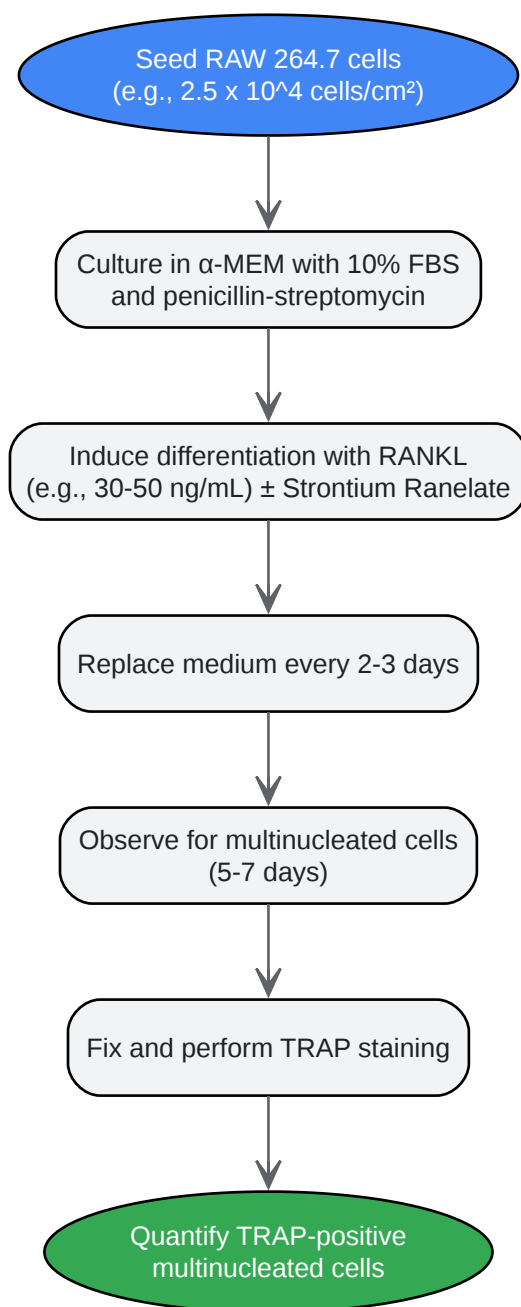 Seed RAW 264.7 cells
(e.g., 2.5 x 10^4 cells/cm²)
Culture in α-MEM with 10% FBS
and penicillin-streptomycin
Induce differentiation with RANKL
(e.g., 30-50 ng/mL) ± Strontium Ranelate
Replace medium every 2-3 days
Observe for multinucleated cells
(5-7 days)
Fix and perform TRAP staining
Quantify TRAP-positive
multinucleated cells